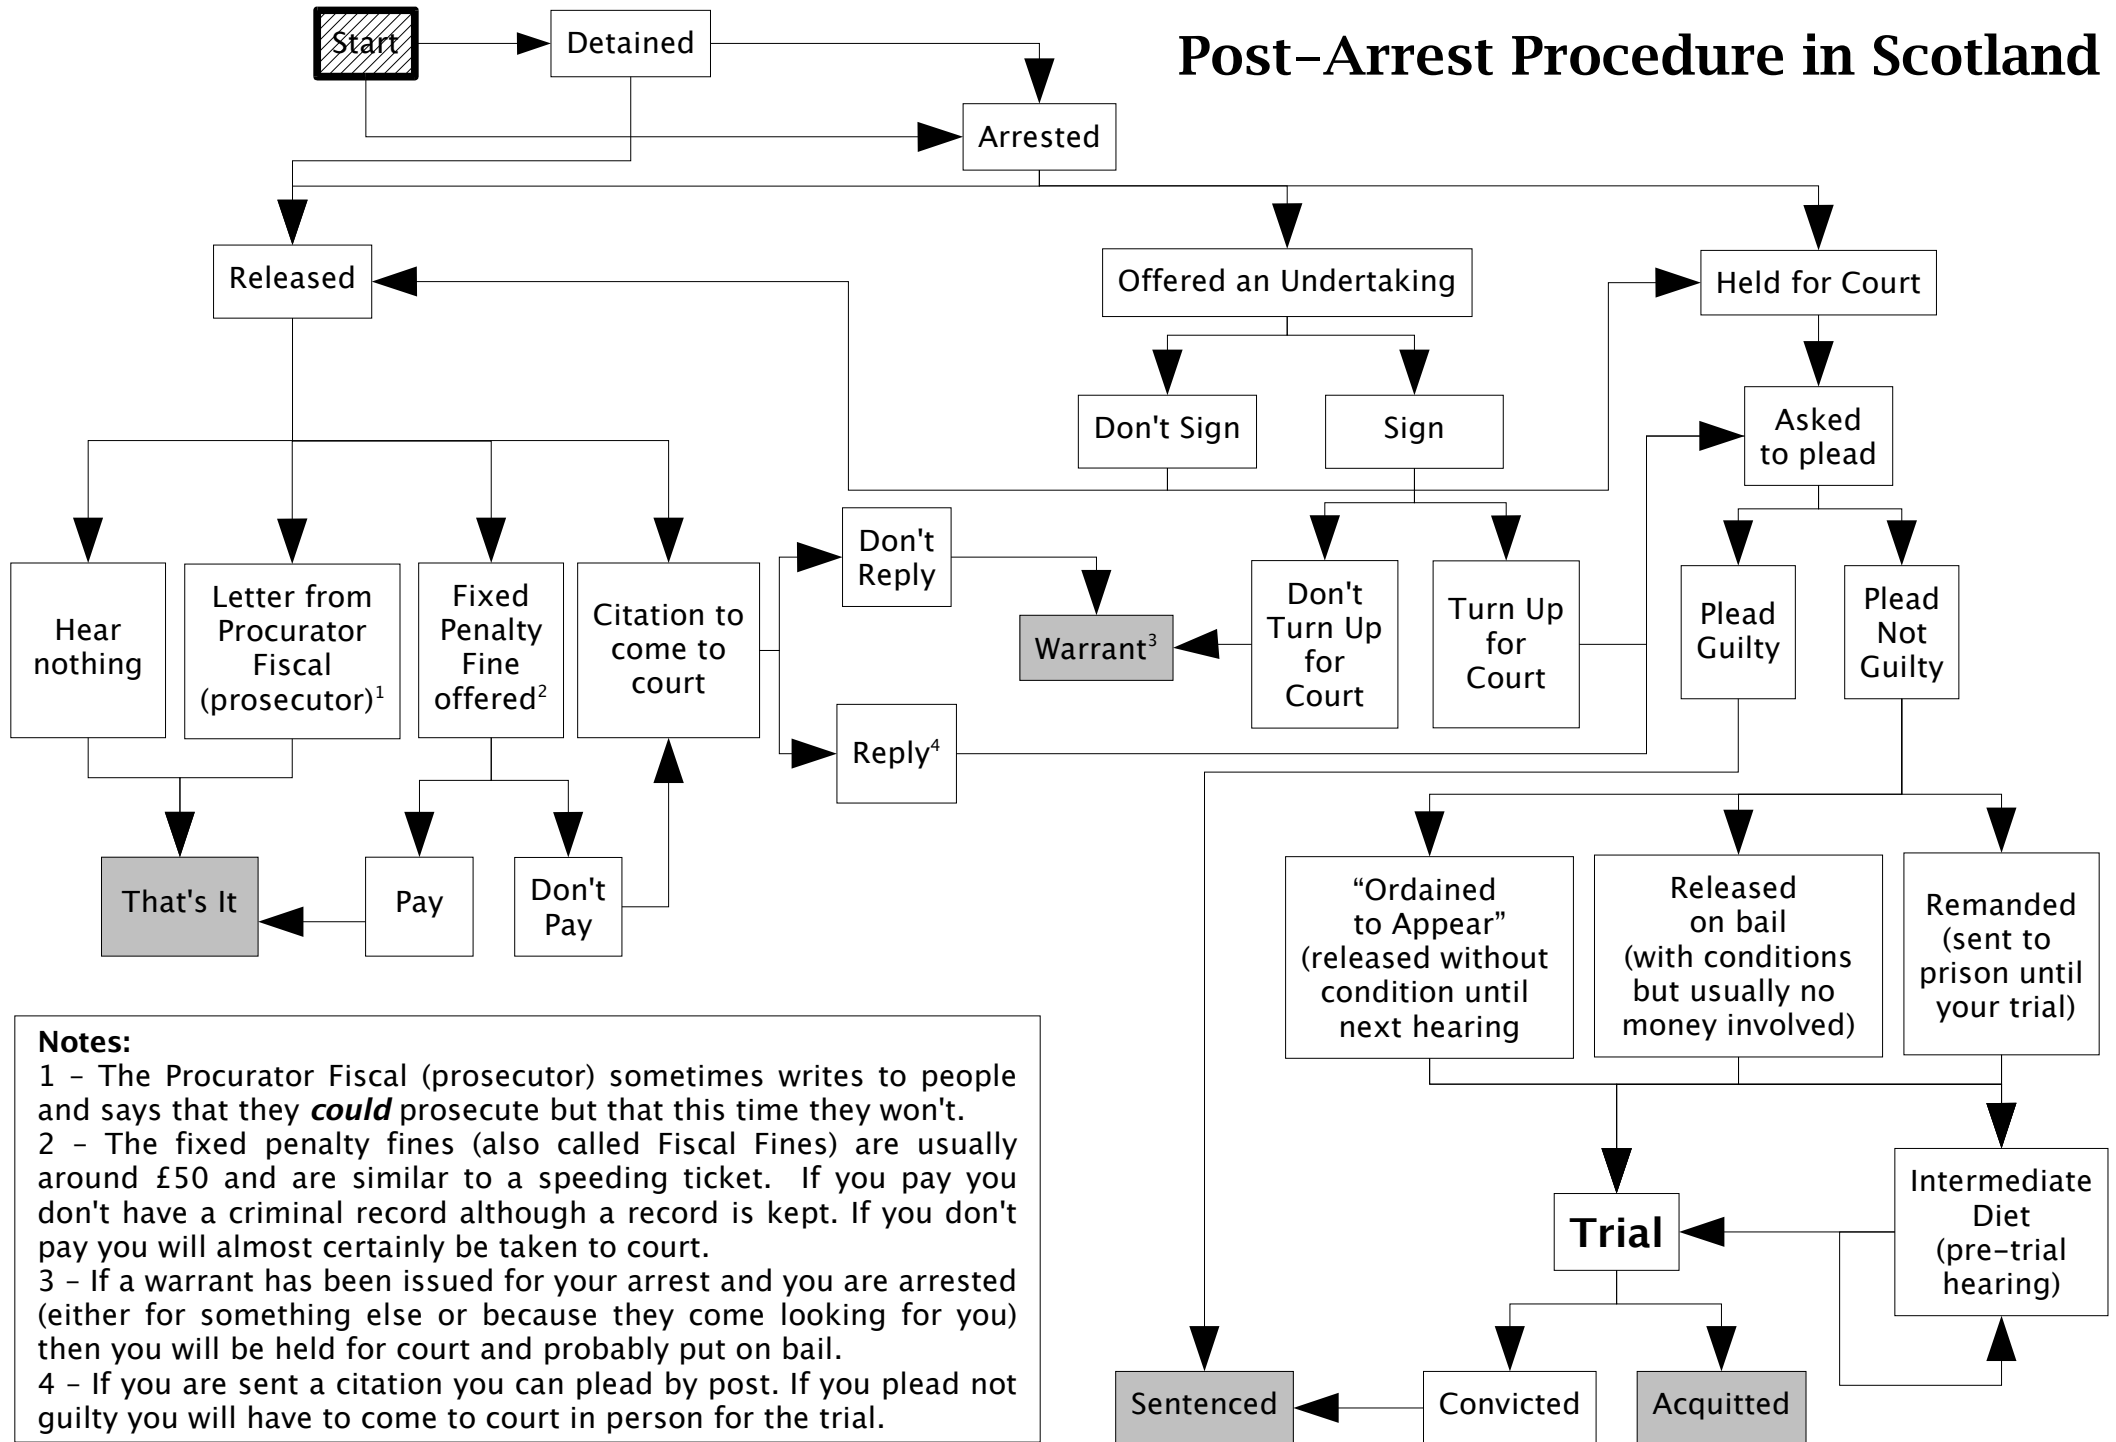 Post-Arrest Procedure in Scotland
Start
Detained
Arrested
Released
Offered an Undertaking
Held for Court
Don't Sign
Sign
Asked
to plead
Hear
nothing
Letter from
Procurator
Fiscal
(prosecutor)1
Fixed
Penalty
Fine
offered2
Citation to
come to
court
Don't
Reply
Warrant3
Reply4
Don't
Turn Up
for
Court
Turn Up
for
Court
Plead
Guilty
Plead
Not
Guilty
That's It
Pay
Don't
Pay
“Ordained
to Appear”
(released without
condition until
next hearing
Released
on bail
(with conditions
but usually no
money involved)
Remanded
(sent to
prison until
your trial)
Trial
Intermediate
Diet
(pre-trial
hearing)
Sentenced
Convicted
Acquitted
Notes:
1 – The Procurator Fiscal (prosecutor) sometimes writes to people
and says that they could prosecute but that this time they won't.
2 – The fixed penalty fines (also called Fiscal Fines) are usually
around £50 and are similar to a speeding ticket. If you pay you
don't have a criminal record although a record is kept. If you don't
pay you will almost certainly be taken to court.
3 – If a warrant has been issued for your arrest and you are arrested
(either for something else or because they come looking for you)
then you will be held for court and probably put on bail.
4 – If you are sent a citation you can plead by post. If you plead not
guilty you will have to come to court in person for the trial.